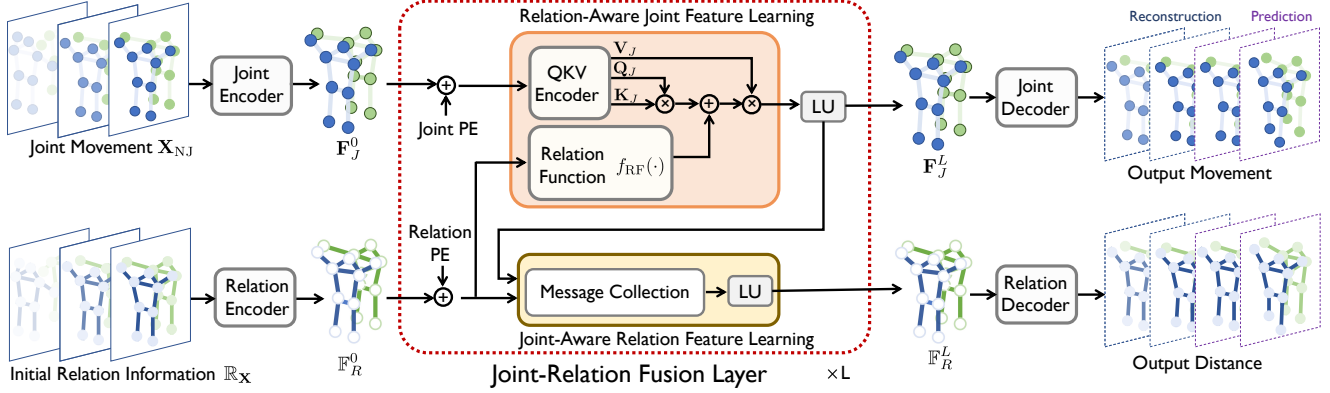 Relation-Aware Joint Feature Learning
Reconstruction
Prediction
Joint
Encoder
Joint Movement X_NJ
F_J^0
Joint PE
QKV
Encoder
V_J
Q_J
K_J
Relation
Function
f_RF(·)
LU
F_J^L
Joint
Decoder
Output Movement
Relation
PE
Relation
Encoder
Initial Relation Information ℝ_X
𝔽_R^0
Message Collection
LU
Joint-Aware Relation Feature Learning
Joint-Relation Fusion Layer
×L
𝔽_R^L
Relation
Decoder
Output Distance